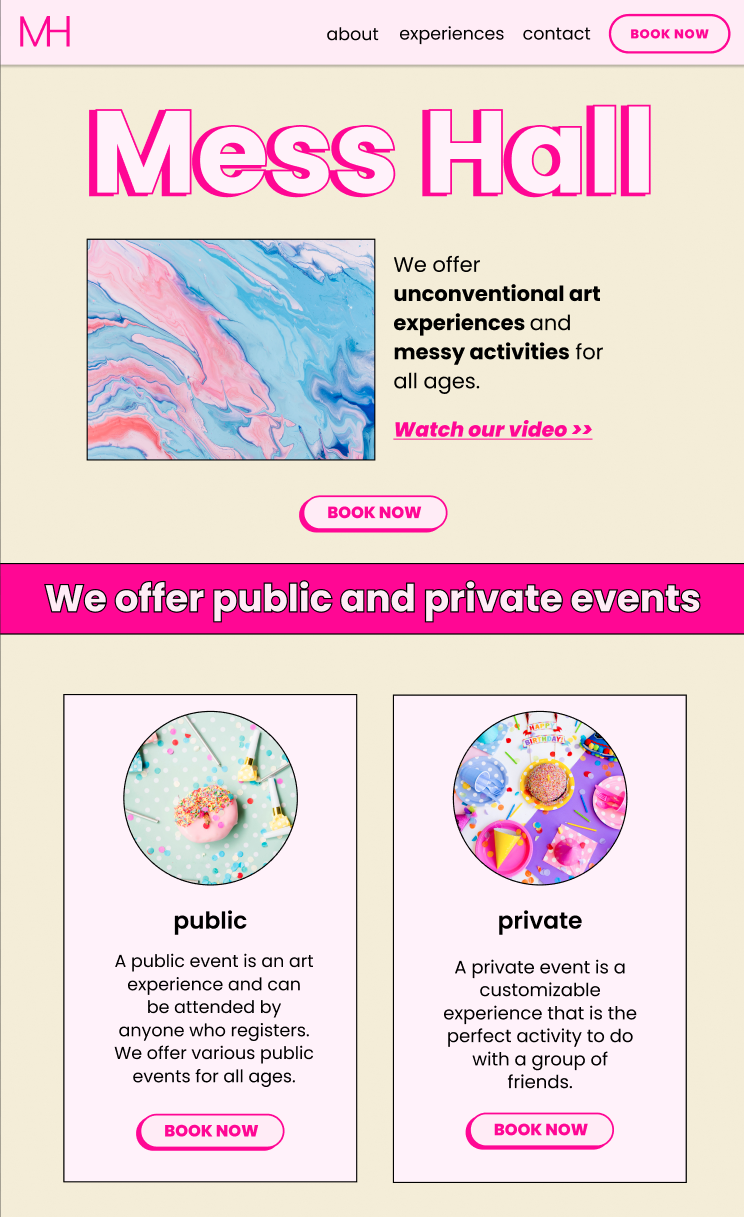 MH
about experiences contact BOOK NOW
Mess Hall
We offer
unconventional art
experiences and
messy activities for
all ages.
Watch our video >>
BOOK NOW
We offer public and private events
public
A public event is an art
experience and can
be attended by
anyone who registers.
We offer various public
events for all ages.
BOOK NOW
HAPPY
BIRTHDAY
private
A private event is a
customizable
experience that is the
perfect activity to do
with a group of
friends.
BOOK NOW